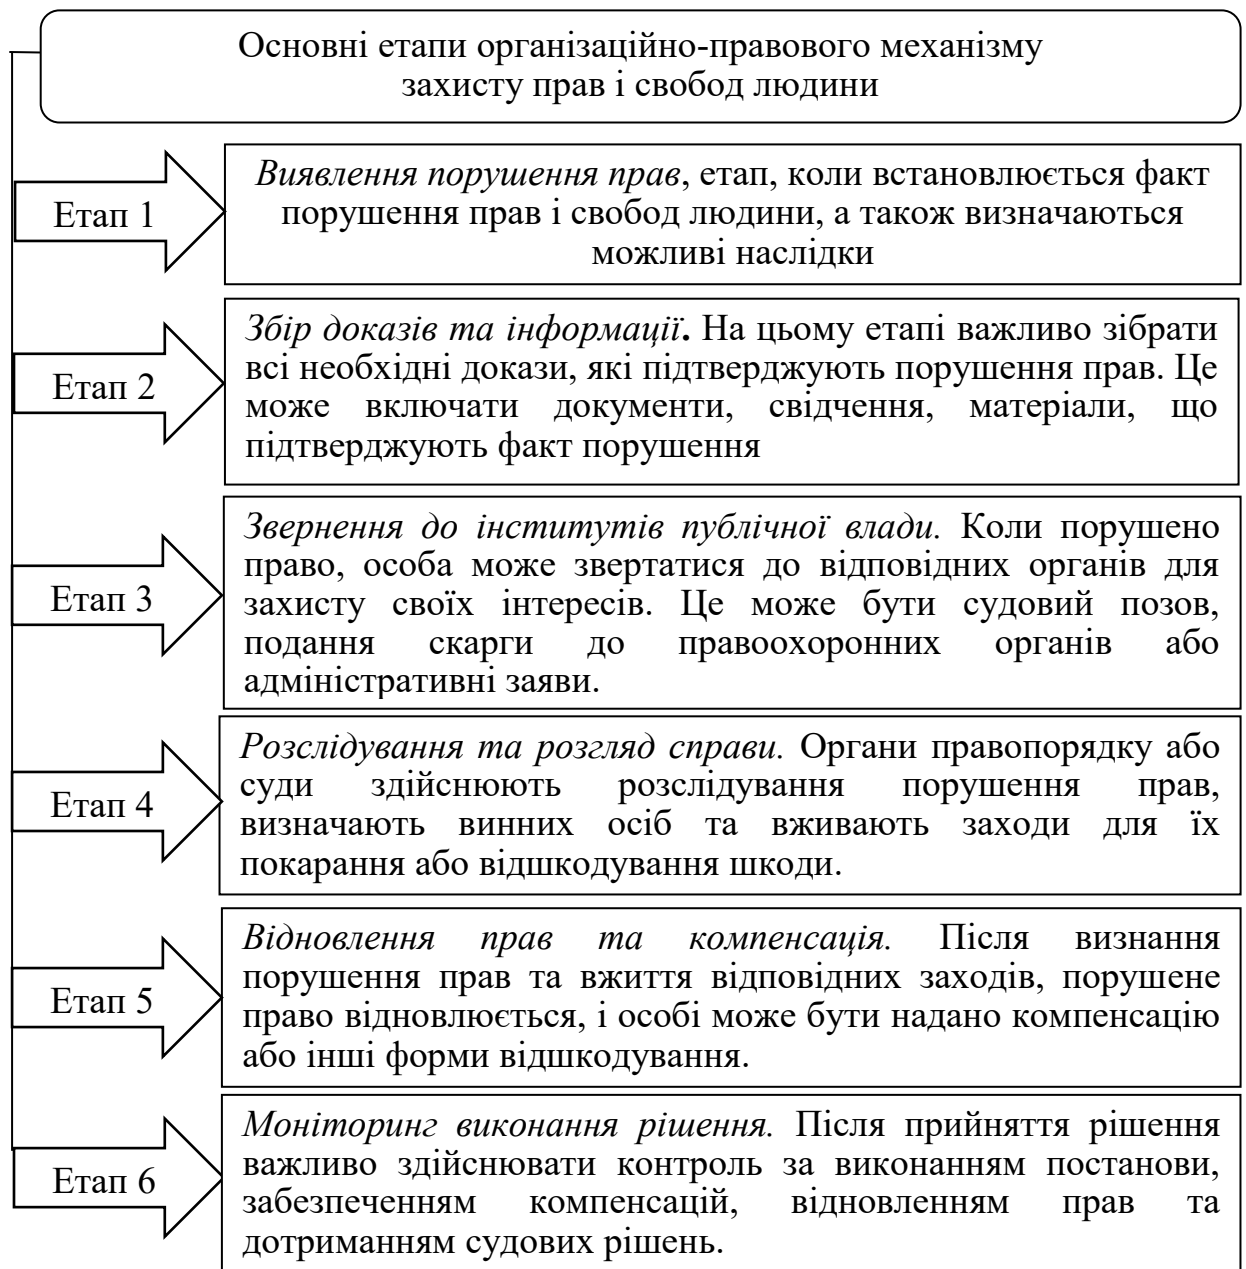 Основні етапи організаційно-правового механізму
захисту прав і свобод людини
Етап 1
Виявлення порушення прав, етап, коли встановлюється факт
порушення прав і свобод людини, а також визначаються
можливі наслідки
Етап 2
Збір доказів та інформації. На цьому етапі важливо зібрати
всі необхідні докази, які підтверджують порушення прав. Це
може включати документи, свідчення, матеріали, що
підтверджують факт порушення
Етап 3
Звернення до інститутів публічної влади. Коли порушено
право, особа може звертатися до відповідних органів для
захисту своїх інтересів. Це може бути судовий позов,
подання скарги до правоохоронних органів або
адміністративні заяви.
Етап 4
Розслідування та розгляд справи. Органи правопорядку або
суди здійснюють розслідування порушення прав,
визначають винних осіб та вживають заходи для їх
покарання або відшкодування шкоди.
Етап 5
Відновлення прав та компенсація. Після визнання
порушення прав та вжиття відповідних заходів, порушене
право відновлюється, і особі може бути надано компенсацію
або інші форми відшкодування.
Етап 6
Моніторинг виконання рішення. Після прийняття рішення
важливо здійснювати контроль за виконанням постанови,
забезпеченням компенсацій, відновленням прав та
дотриманням судових рішень.